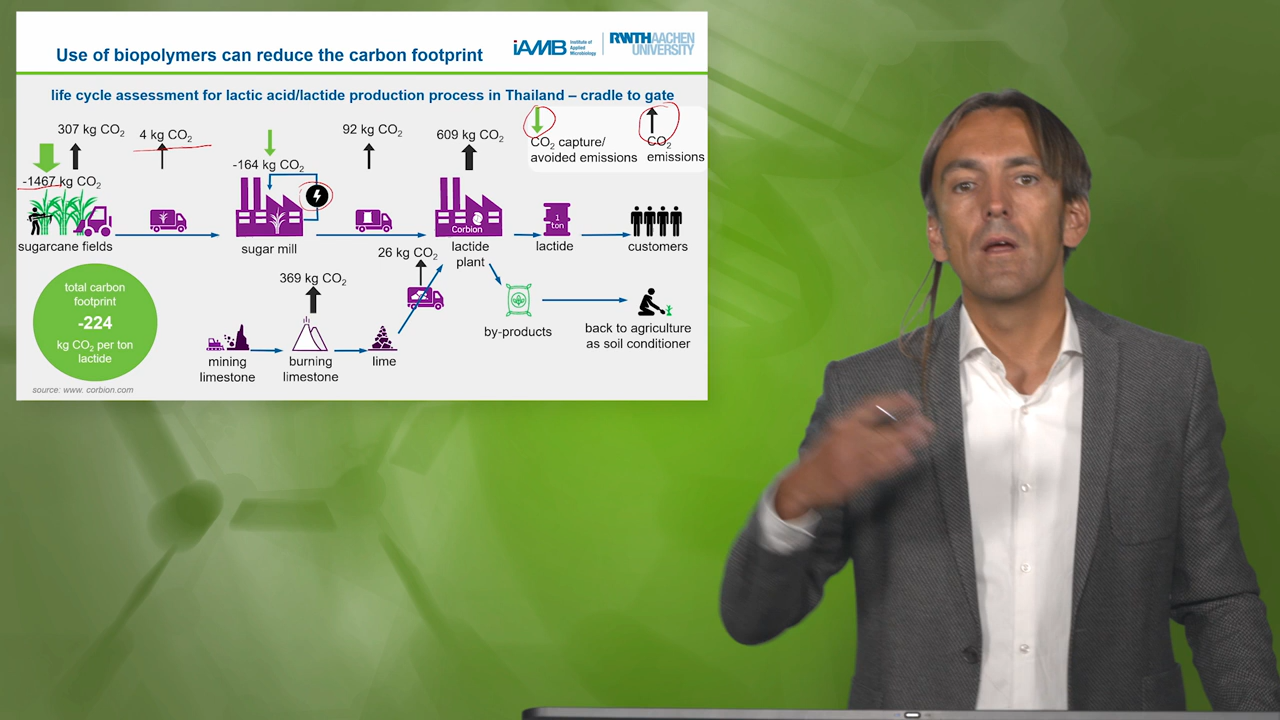 Use of biopolymers can reduce the carbon footprint
iAMB
Institute of
Applied
Microbiology
RWTHAACHEN
UNIVERSITY
life cycle assessment for lactic acid/lactide production process in Thailand – cradle to gate
307 kg CO2
4 kg CO2
92 kg CO2
609 kg CO2
CO2 capture/
avoided emissions
CO2
emissions
-1467 kg CO2
-164 kg CO2
Corbion
1
ton
sugarcane fields
sugar mill
lactide
plant
lactide
customers
26 kg CO2
369 kg CO2
total carbon
footprint
-224
kg CO2 per ton
lactide
by-products
back to agriculture
as soil conditioner
mining
limestone
burning
limestone
lime
source: www. corbion.com